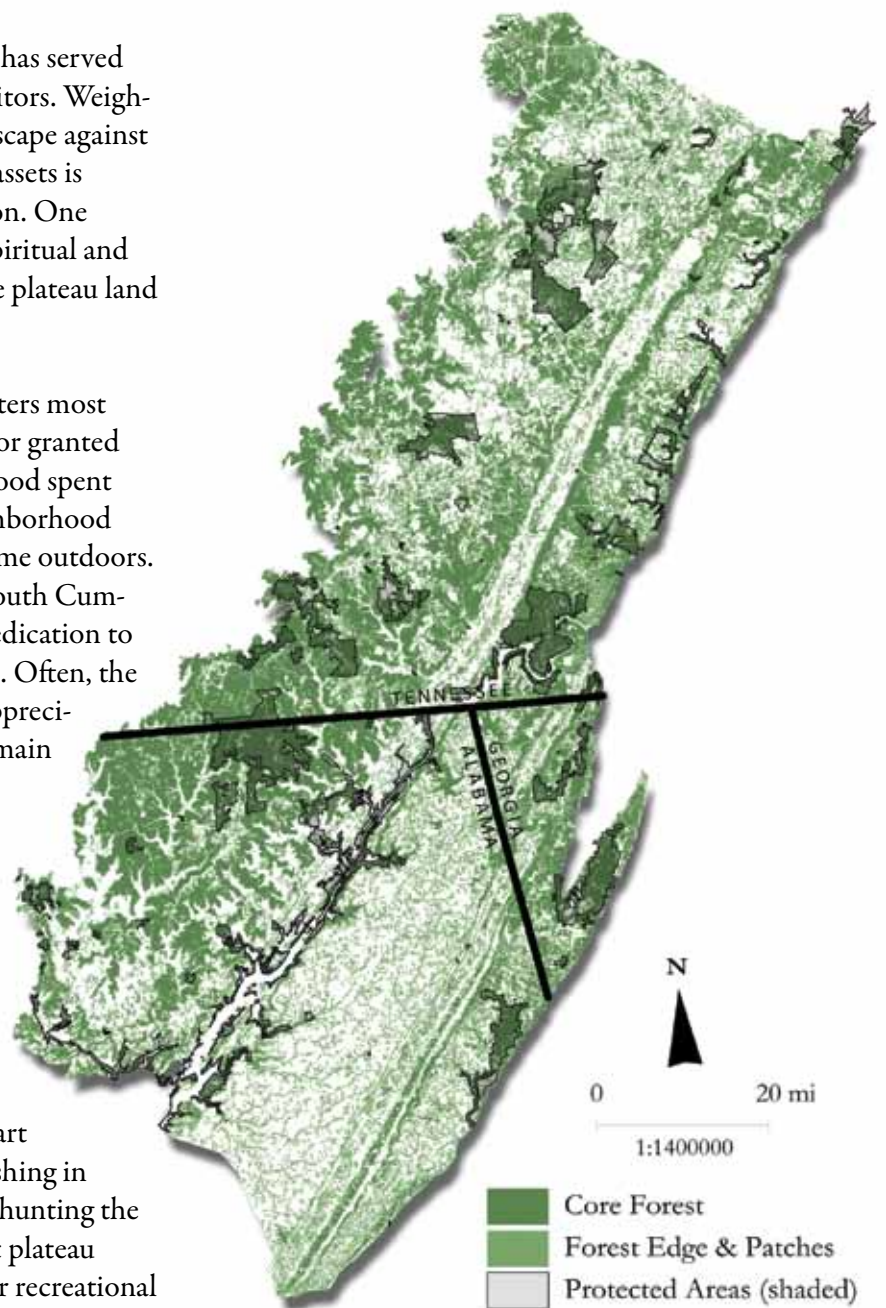 has served
itors. Weigh-
scape against
assets is
on. One
piritual and
e plateau land
ters most
or granted
ood spent
nborhood
me outdoors.
outh Cum-
edication to
. Often, the
ppreci-
main
art
shing in
hunting the
t plateau
r recreational
TENNESSEE
GEORGIA
ALABAMA
N
0 20 mi
1:1400000
Core Forest
Forest Edge & Patches
Protected Areas (shaded)